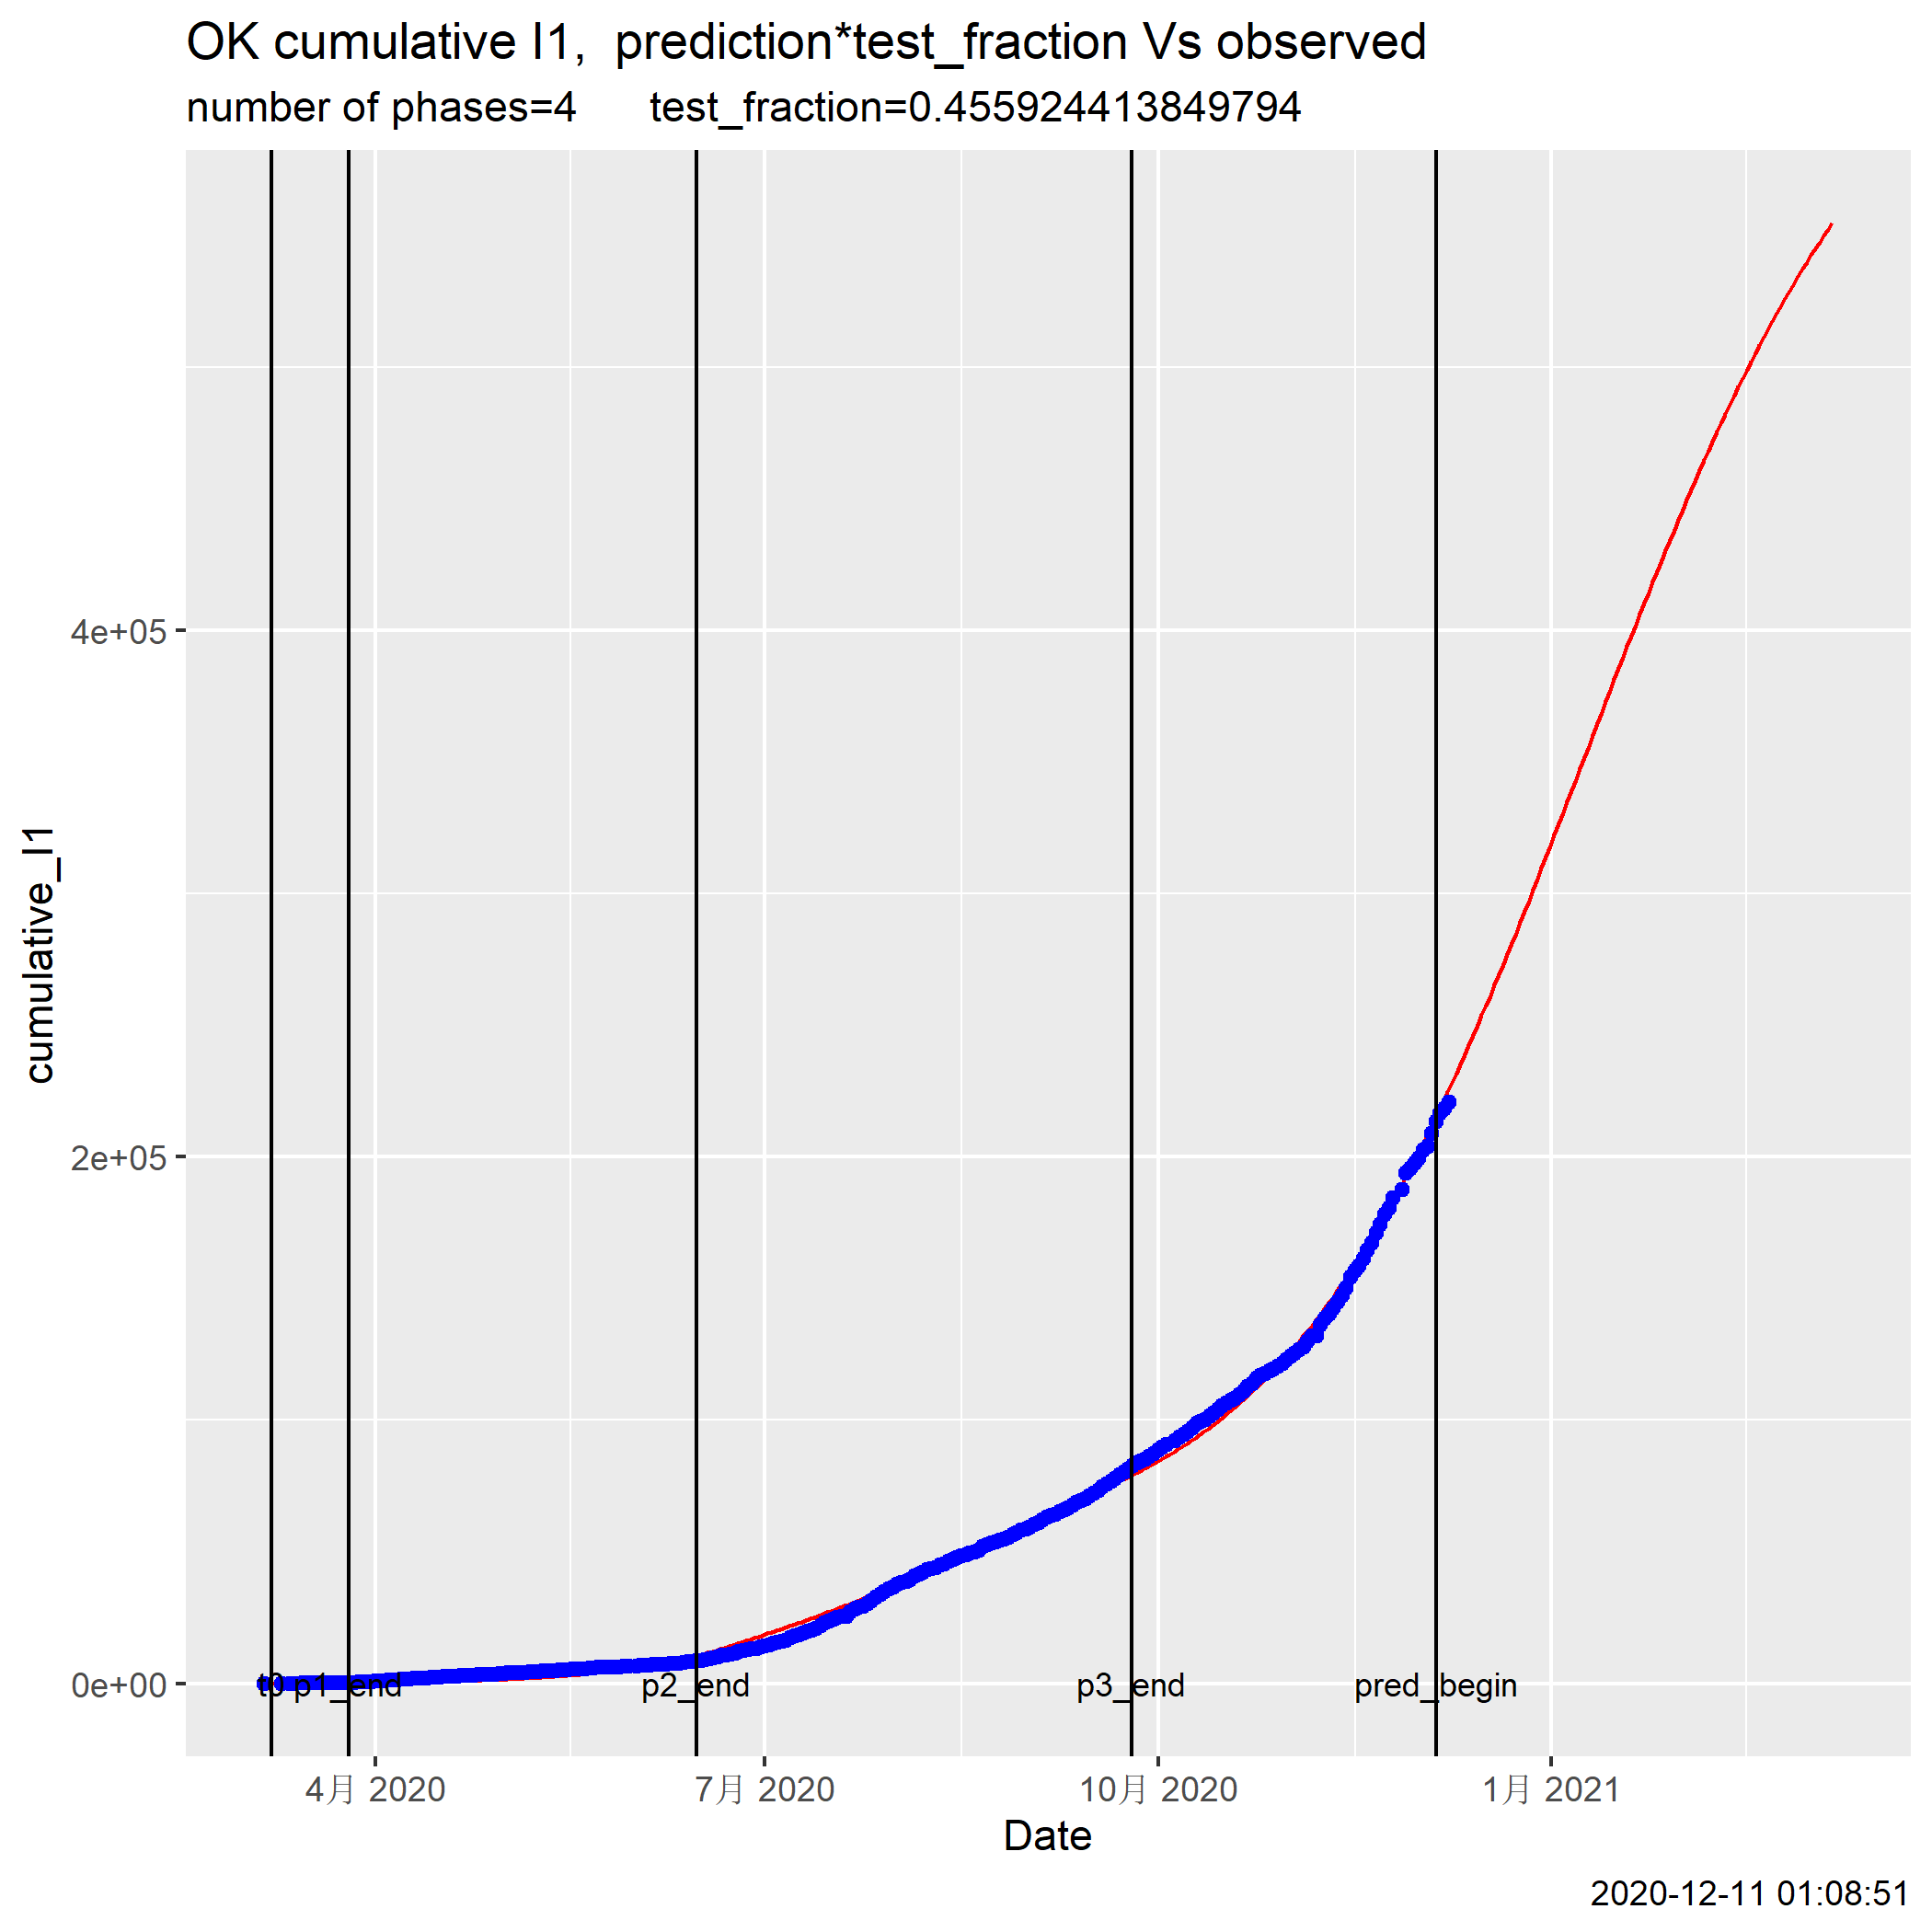 OK cumulative I1,  prediction*test_fraction Vs observed
number of phases=4      test_fraction=0.455924413849794
cumulative_I1
4e+05
2e+05
0e+00
t0 p1_end p2_end p3_end pred_begin
4月 2020 7月 2020 10月 2020 1月 2021
Date
2020-12-11 01:08:51